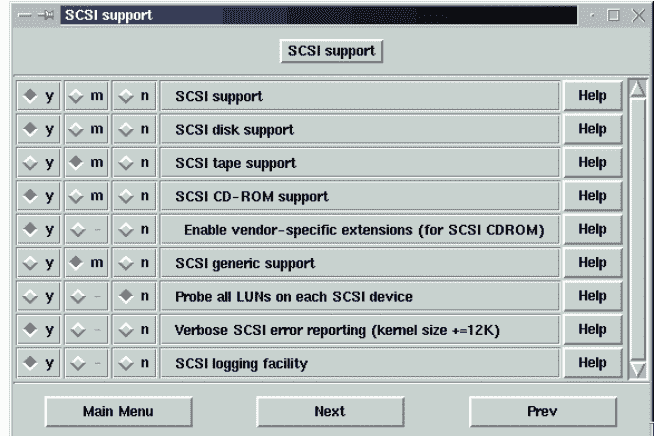 SCSI support
SCSI support
y m n SCSI support Help
y m n SCSI disk support Help
y m n SCSI tape support Help
y m n SCSI CD-ROM support Help
y - n Enable vendor-specific extensions (for SCSI CDROM) Help
y m n SCSI generic support Help
y - n Probe all LUNs on each SCSI device Help
y - n Verbose SCSI error reporting (kernel size +=12K) Help
y - n SCSI logging facility Help
Main Menu Next Prev